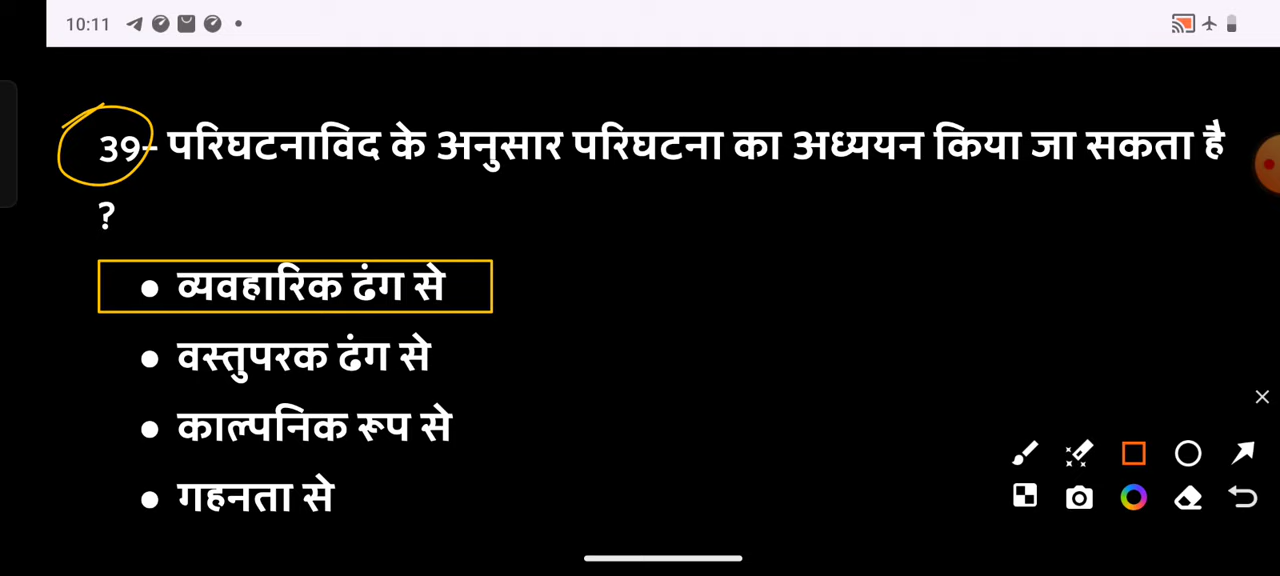 10:11
39- परिघटनाविद के अनुसार परिघटना का अध्ययन किया जा सकता है
?
• व्यवहारिक ढंग से
• वस्तुपरक ढंग से
• काल्पनिक रूप से
• गहनता से